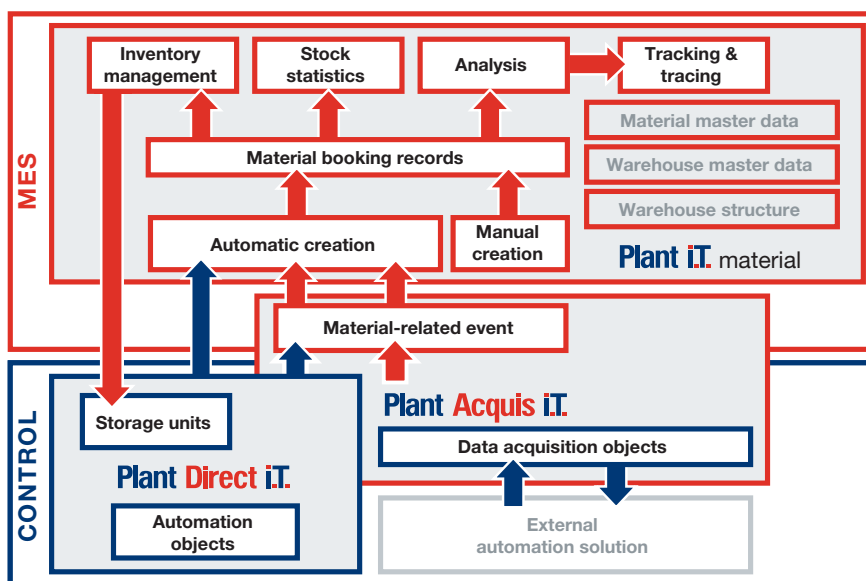 MES
Inventory
management
Stock
statistics
Analysis
Tracking &
tracing
Material master data
Material booking records
Warehouse master data
Warehouse structure
Automatic creation
Manual
creation
Plant i.T. material
Material-related event
CONTROL
Storage units
Plant Acquis i.T.
Data acquisition objects
Plant Direct i.T.
Automation
objects
External
automation solution